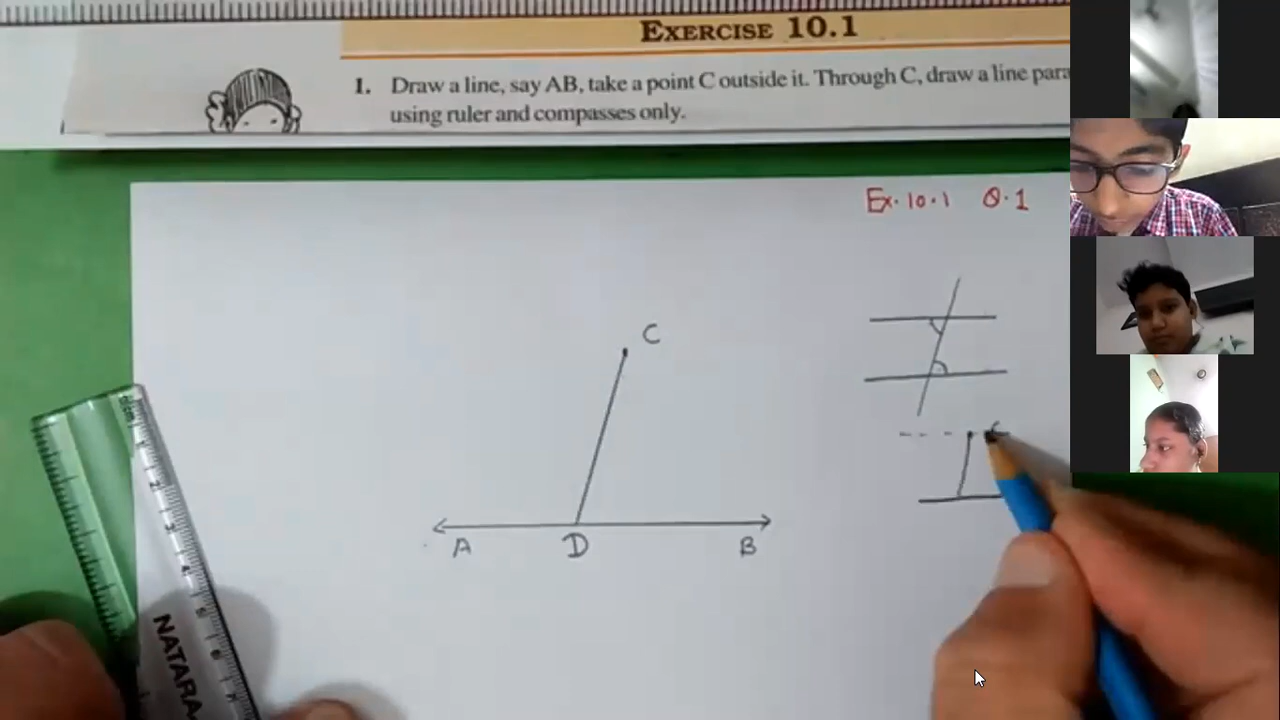 EXERCISE 10.1
1. Draw a line, say AB, take a point C outside it. Through C, draw a line para
using ruler and compasses only.
Ex. 10.1 Q.1
C
A D B
NATARA